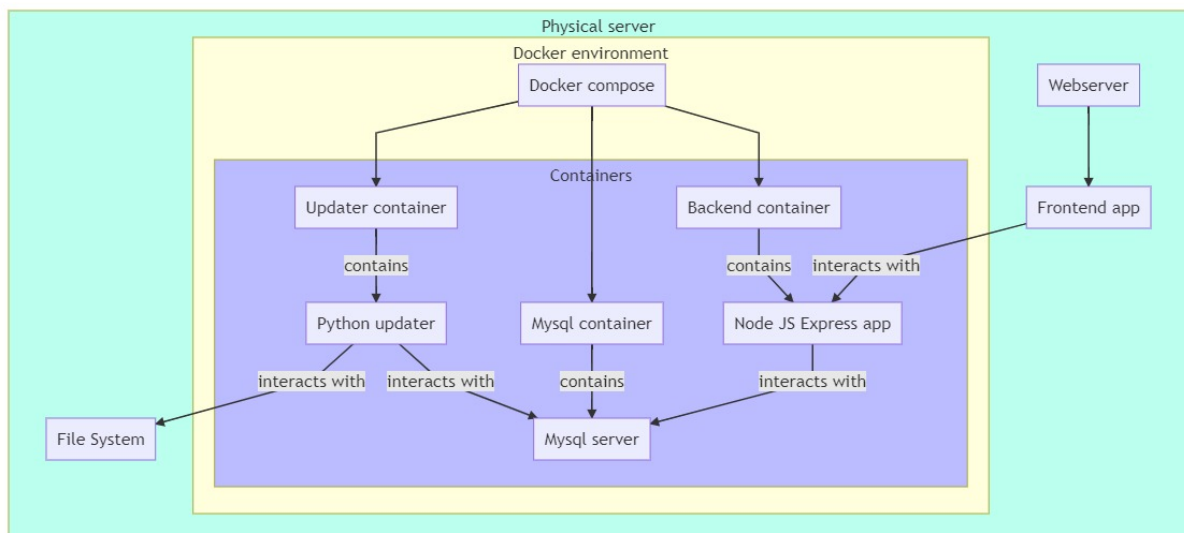 Physical server
Docker environment
Docker compose
Webserver
Containers
Updater container
Backend container
Frontend app
contains
contains
interacts with
Python updater
Mysql container
Node JS Express app
interacts with
interacts with
contains
interacts with
File System
Mysql server